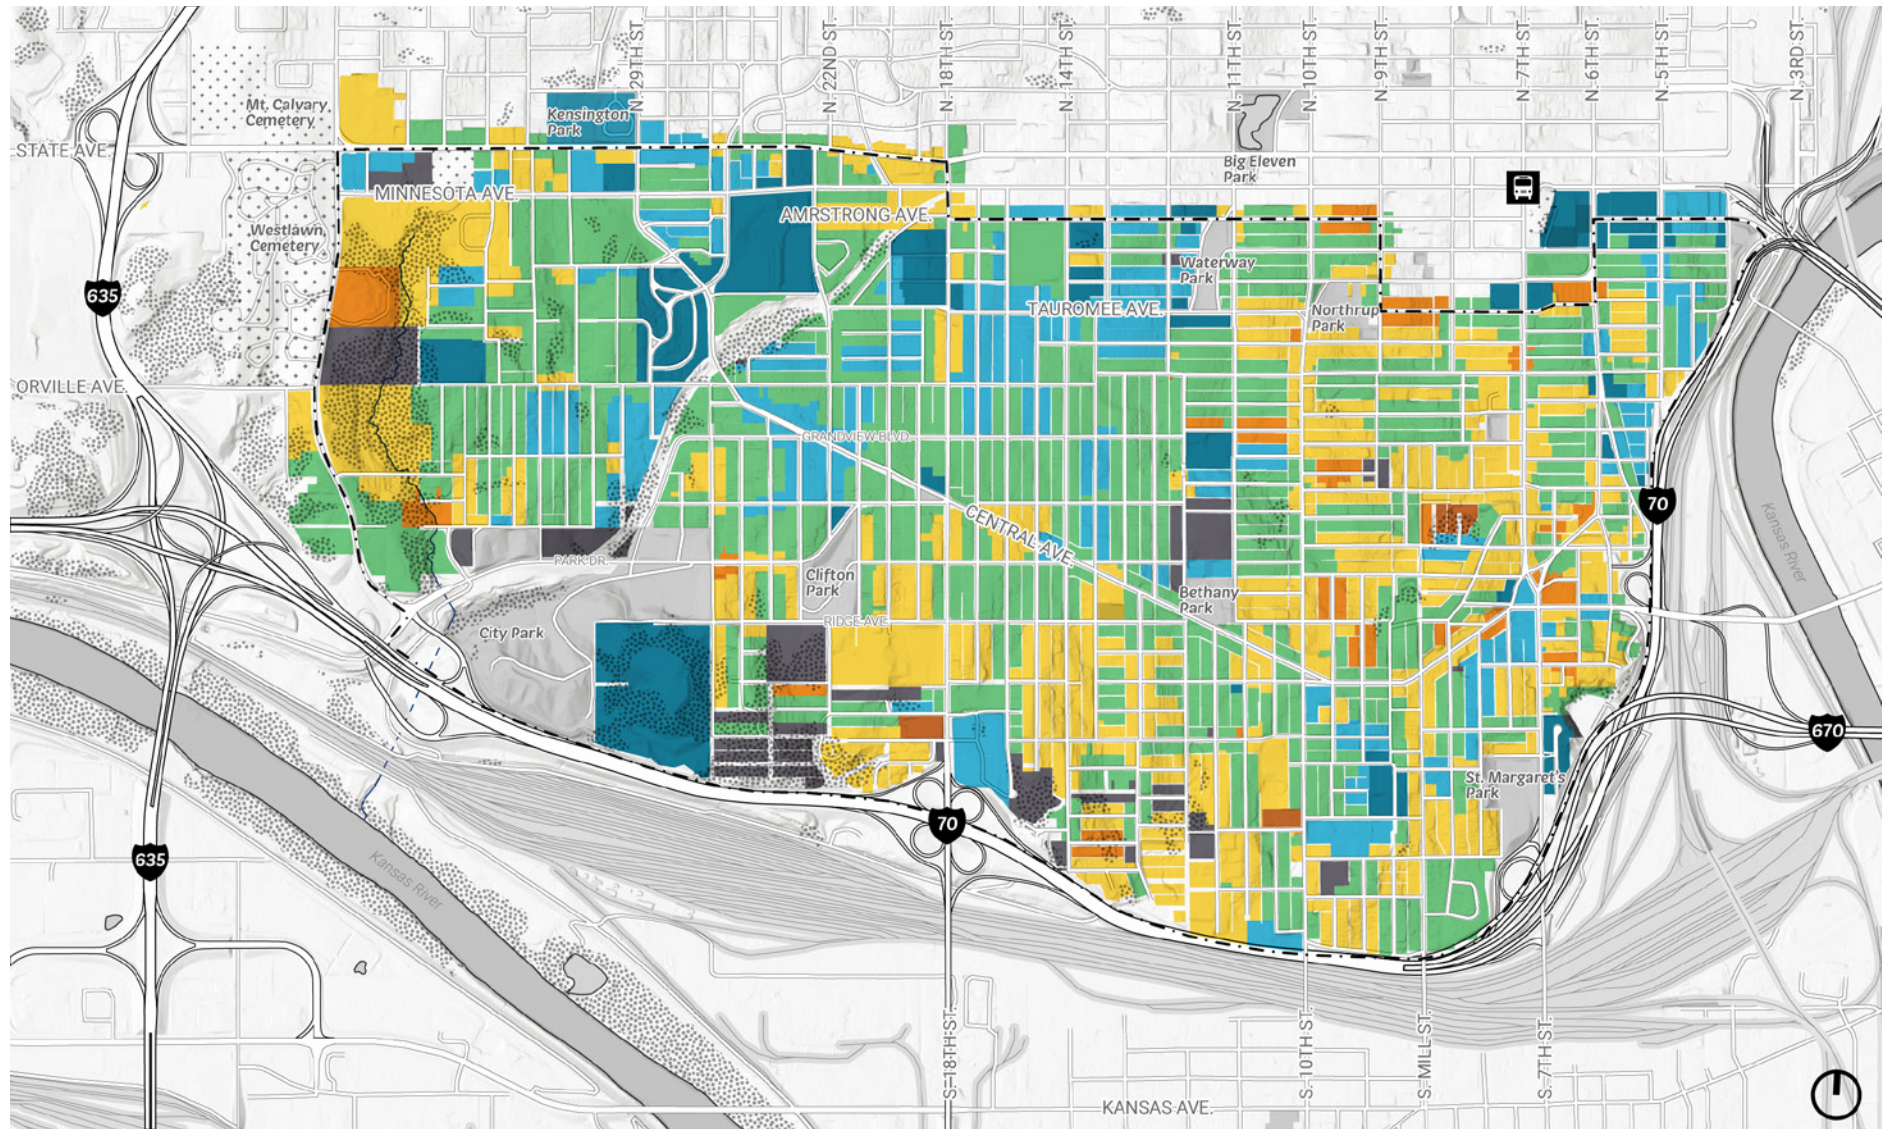 N. 29TH ST.
N. 22ND ST.
N. 18TH ST.
N. 14TH ST.
N. 11TH ST.
N. 10TH ST.
N. 9TH ST.
N. 7TH ST.
N. 6TH ST.
N. 5TH ST.
N. 3RD ST.
Mt. Calvary
Cemetery
Kensington
Park
STATE AVE.
Big Eleven
Park
MINNESOTA AVE.
AMRSTRONG AVE.
Westlawn
Cemetery
Waterway
Park
635
TAUROMEE AVE.
Northrup
Park
ORVILLE AVE.
GRANDVIEW BLVD.
70
CENTRAL AVE.
Kansas River
PARK DR.
Clifton
Park
Bethany
Park
RIDGE AVE.
City Park
670
St. Margaret's
Park
70
635
Kansas River
S. 18TH ST.
S. 10TH ST.
S. MILL ST.
S. 7TH ST.
KANSAS AVE.